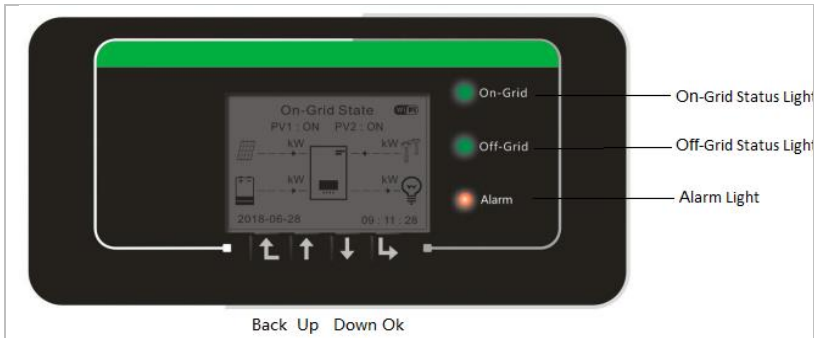 On-Grid State WiFi
PV1 : ON PV2 : ON
kW kW
kW kW
2018-06-28 09 : 11 : 28
On-Grid
Off-Grid
Alarm
On-Grid Status Light
Off-Grid Status Light
Alarm Light
Back Up Down Ok